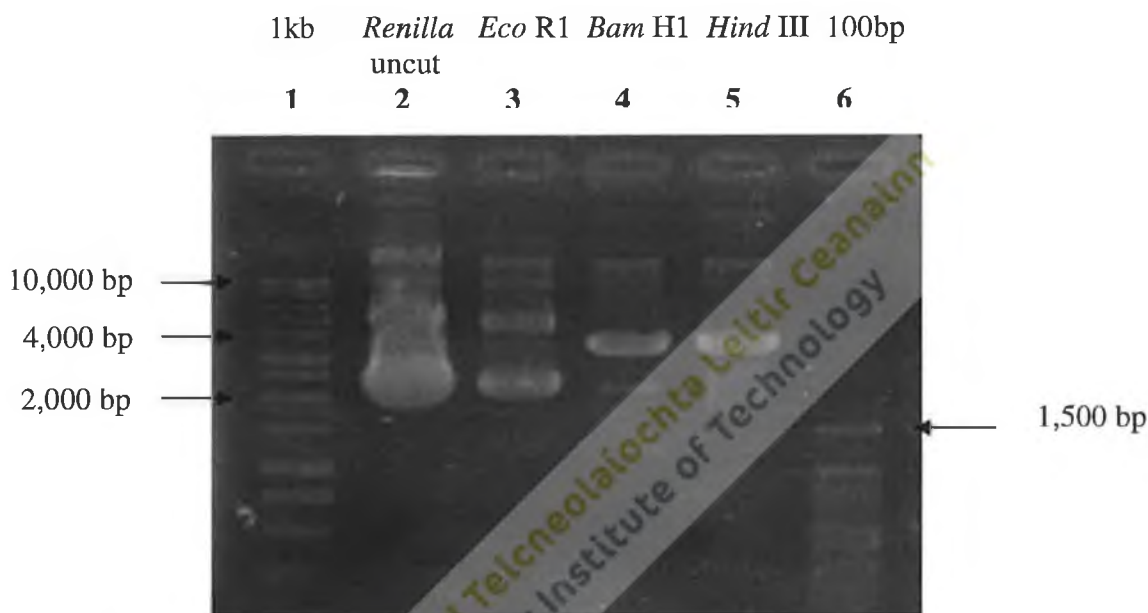 1kb Renilla Eco R1 Bam H1 Hind III 100bp
uncut
1 2 3 4 5 6
10,000 bp
4,000 bp
2,000 bp
1,500 bp
Teicneolaíochta Leitir Ceanainn
Institute of Technology